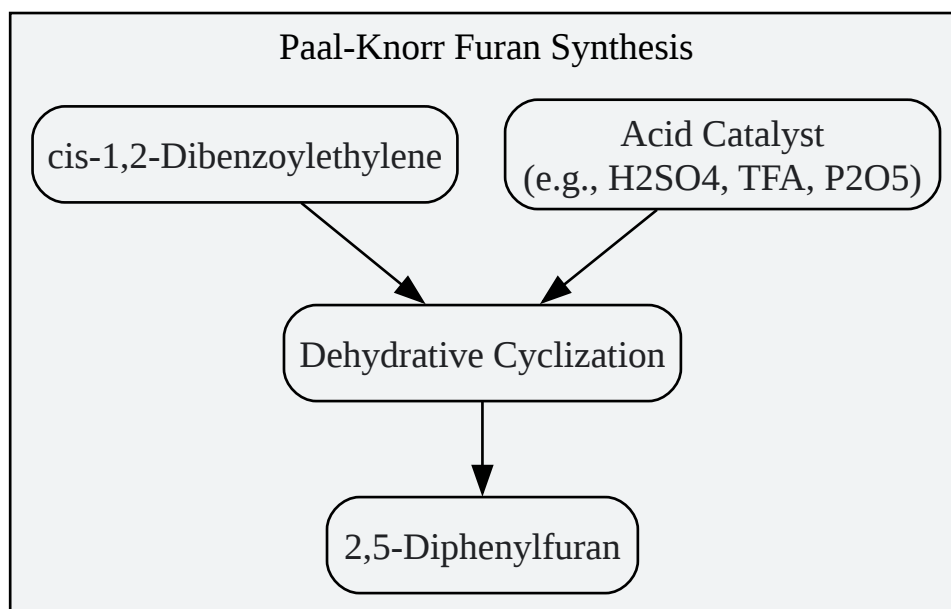 Paal-Knorr Furan Synthesis
cis-1,2-Dibenzoylethylene
Acid Catalyst
(e.g., H2SO4, TFA, P2O5)
Dehydrative Cyclization
2,5-Diphenylfuran